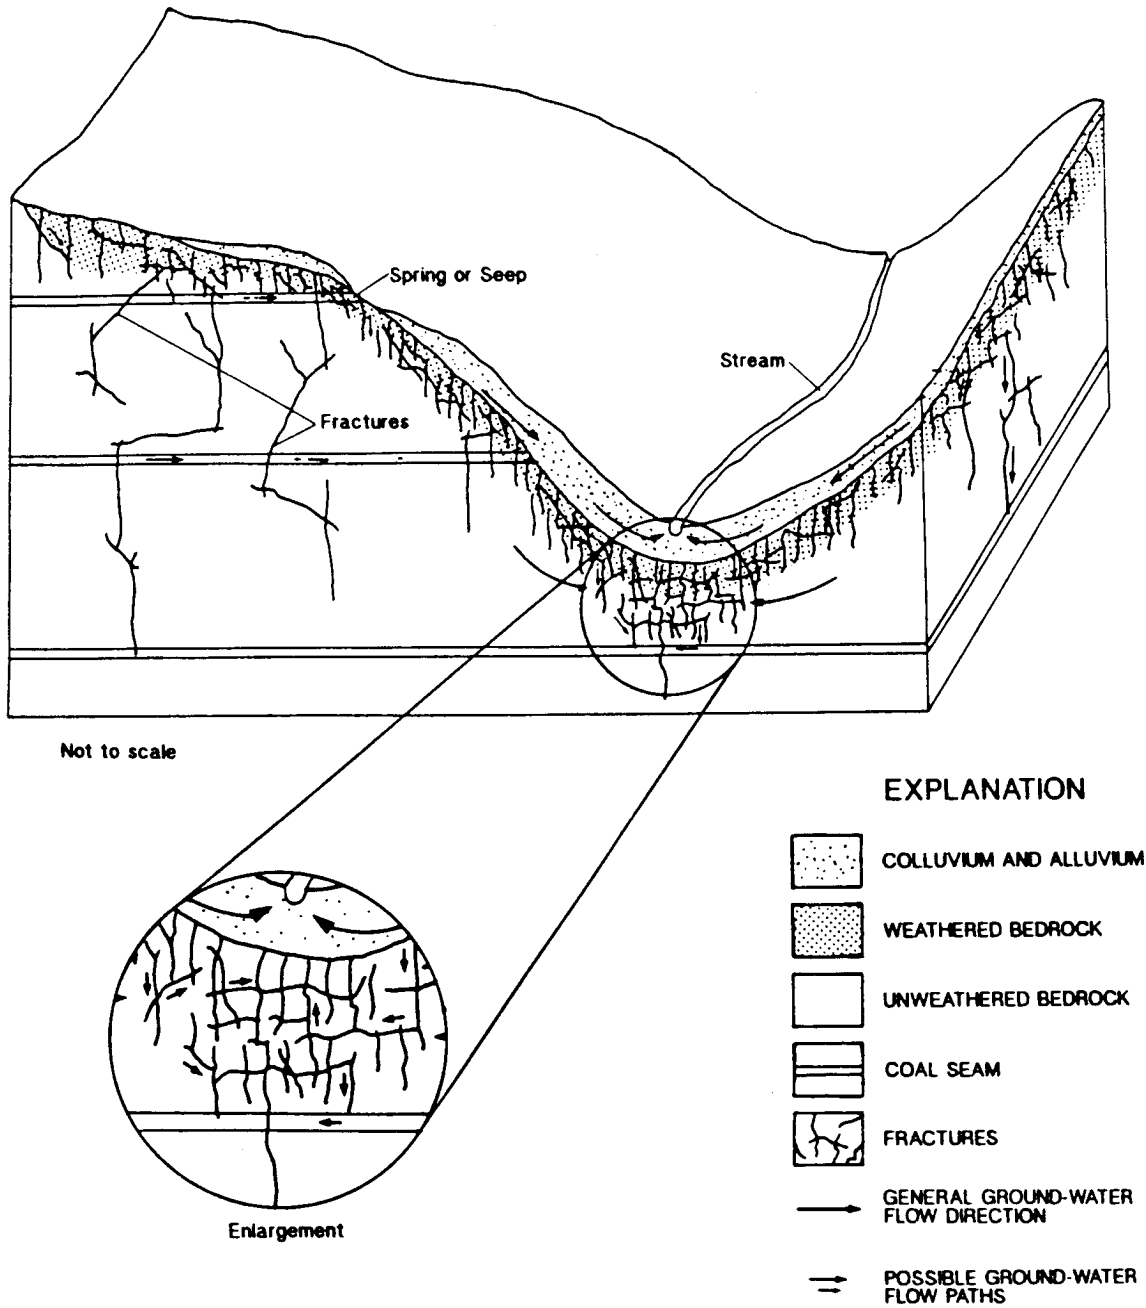 Spring or Seep
Stream
Fractures
Not to scale
EXPLANATION
COLLUVIUM AND ALLUVIUM
WEATHERED BEDROCK
UNWEATHERED BEDROCK
COAL SEAM
FRACTURES
GENERAL GROUND-WATER
FLOW DIRECTION
POSSIBLE GROUND-WATER
FLOW PATHS
Enlargement